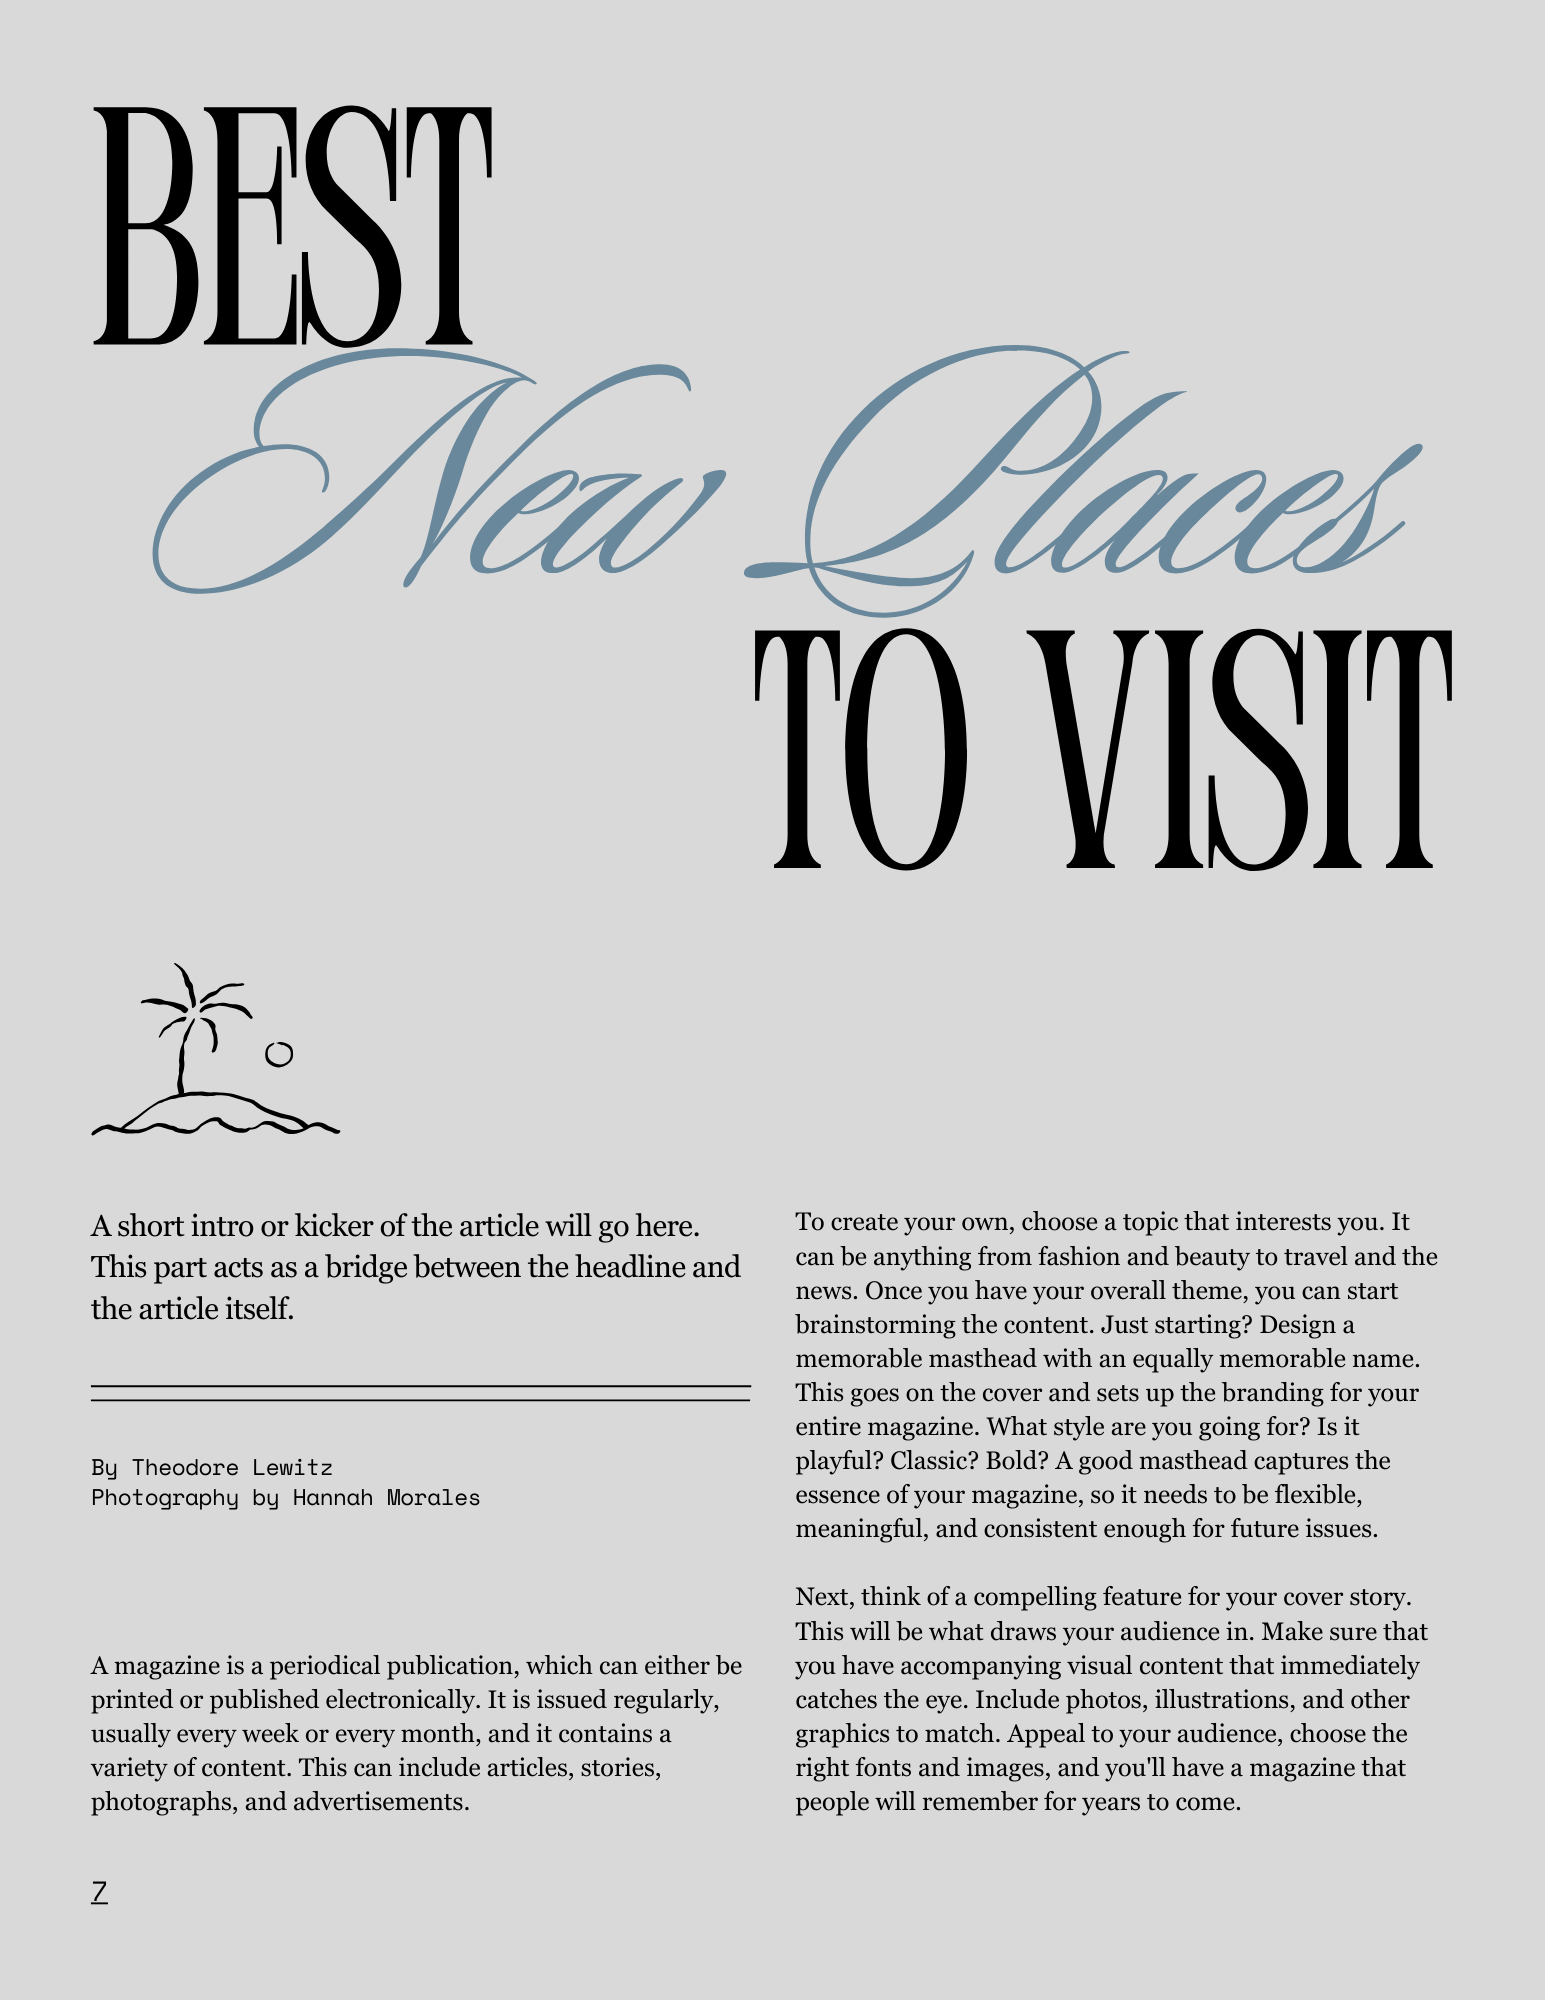 BEST
New Places
TO VISIT
A short intro or kicker of the article will go here.
This part acts as a bridge between the headline and
the article itself.
By Theodore Lewitz
Photography by Hannah Morales
A magazine is a periodical publication, which can either be
printed or published electronically. It is issued regularly,
usually every week or every month, and it contains a
variety of content. This can include articles, stories,
photographs, and advertisements.
To create your own, choose a topic that interests you. It
can be anything from fashion and beauty to travel and the
news. Once you have your overall theme, you can start
brainstorming the content. Just starting? Design a
memorable masthead with an equally memorable name.
This goes on the cover and sets up the branding for your
entire magazine. What style are you going for? Is it
playful? Classic? Bold? A good masthead captures the
essence of your magazine, so it needs to be flexible,
meaningful, and consistent enough for future issues.
Next, think of a compelling feature for your cover story.
This will be what draws your audience in. Make sure that
you have accompanying visual content that immediately
catches the eye. Include photos, illustrations, and other
graphics to match. Appeal to your audience, choose the
right fonts and images, and you'll have a magazine that
people will remember for years to come.
7